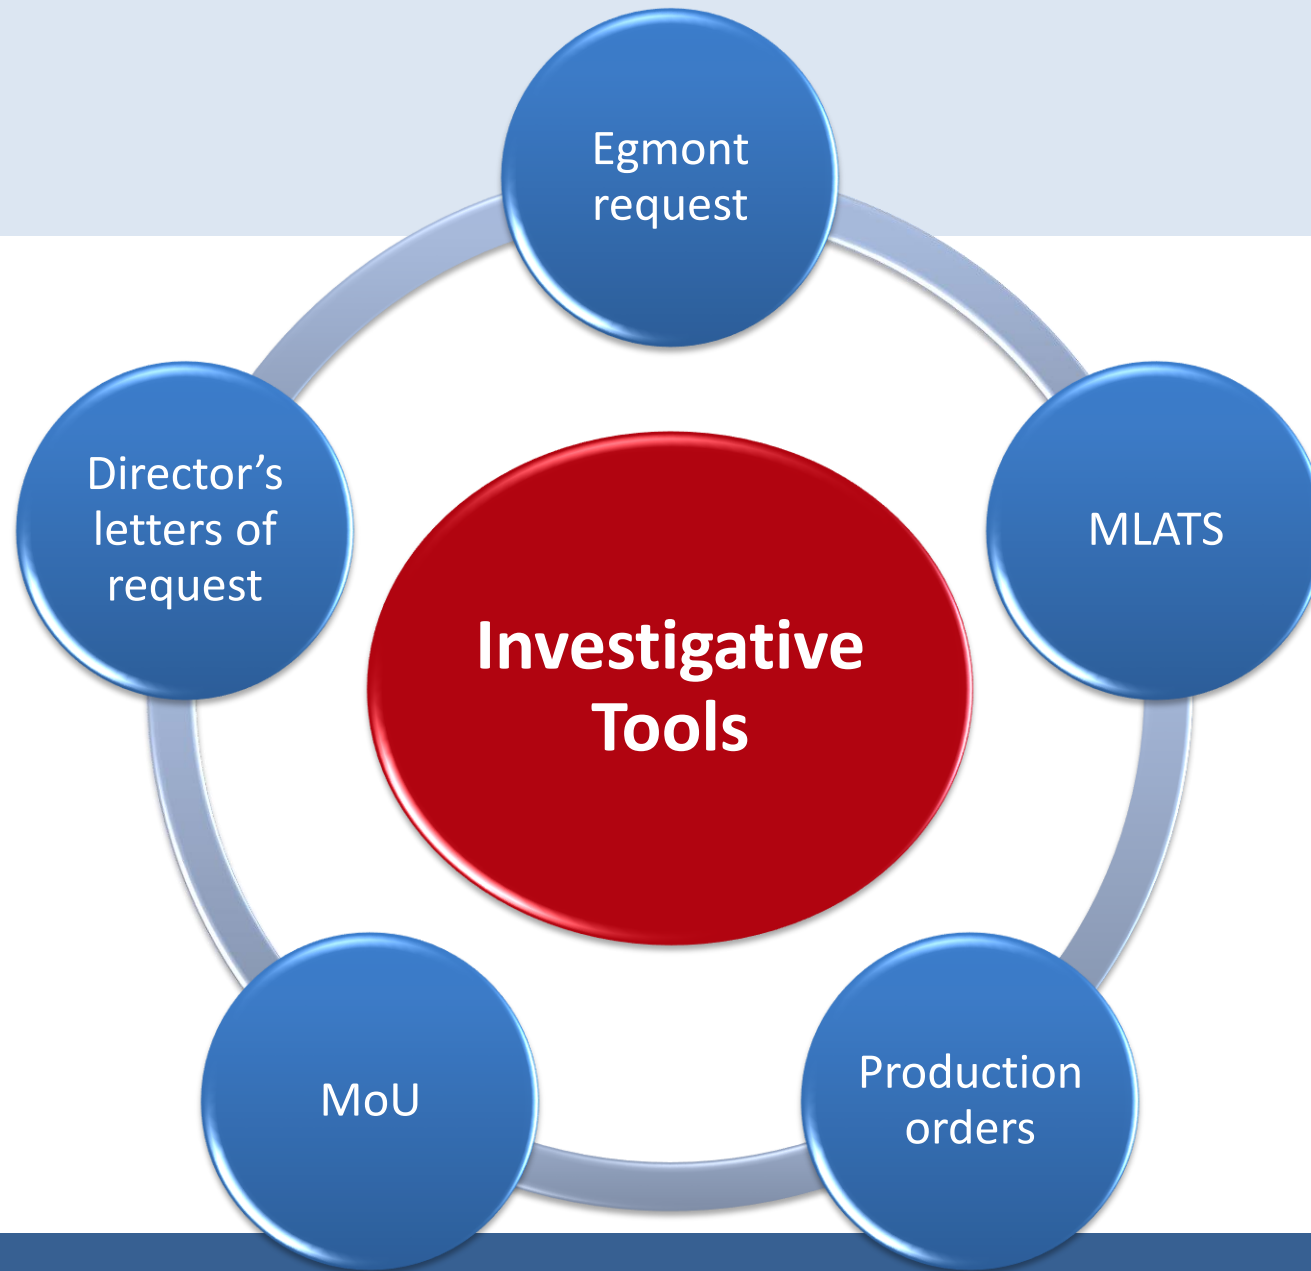 Egmont
request
MLATS
Production
orders
MoU
Director’s
letters of
request
Investigative
Tools